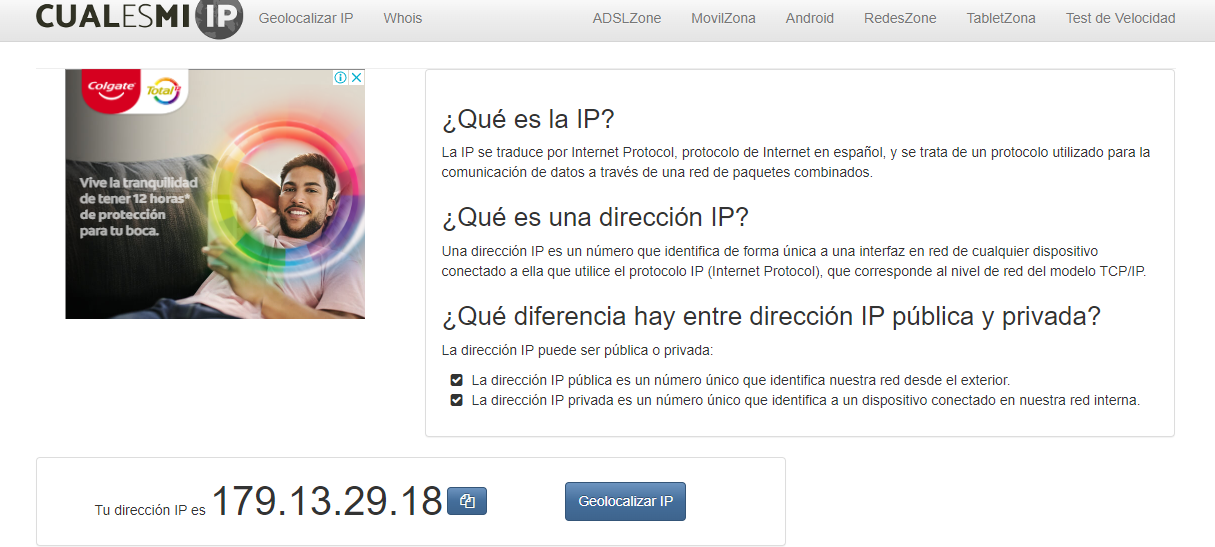 CUALESMI IP
Geolocalizar IP
Whois
ADSLZone
MovilZona
Android
RedesZone
TabletZona
Test de Velocidad
Colgate
Total 12
Vive la tranquilidad
de tener 12 horas*
de protección
para tu boca.
¿Qué es la IP?
La IP se traduce por Internet Protocol, protocolo de Internet en español, y se trata de un protocolo utilizado para la
comunicación de datos a través de una red de paquetes combinados.
¿Qué es una dirección IP?
Una dirección IP es un número que identifica de forma única a una interfaz en red de cualquier dispositivo
conectado a ella que utilice el protocolo IP (Internet Protocol), que corresponde al nivel de red del modelo TCP/IP.
¿Qué diferencia hay entre dirección IP pública y privada?
La dirección IP puede ser pública o privada:
La dirección IP pública es un número único que identifica nuestra red desde el exterior.
La dirección IP privada es un número único que identifica a un dispositivo conectado en nuestra red interna.
Tu dirección IP es 179.13.29.18
Geolocalizar IP